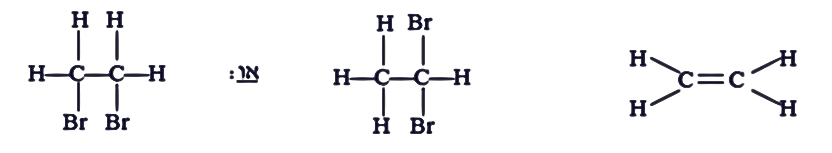 H H
H—C—C—H
Br Br
או:
H Br
H—C—C—H
H Br
H H
C=C
H H